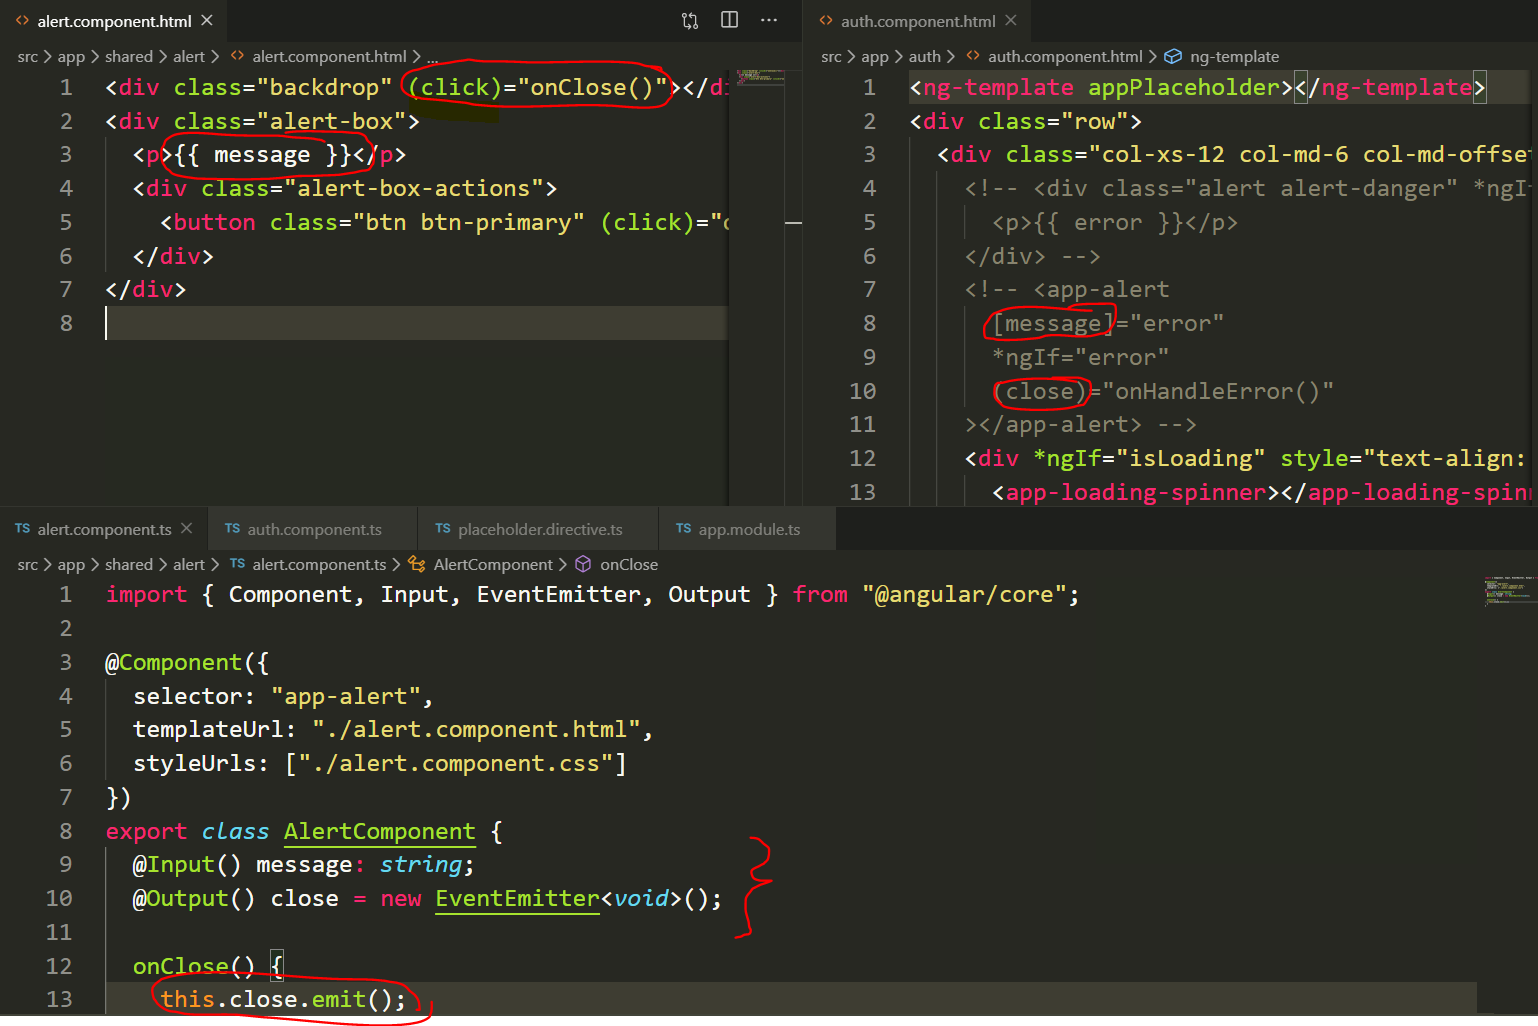 alert.component.html
src > app > shared > alert > alert.component.html > ...
1 <div class="backdrop" (click)="onClose()"></di
2 <div class="alert-box">
3 <p>{{ message }}</p>
4 <div class="alert-box-actions">
5 <button class="btn btn-primary" (click)="o
6 </div>
7 </div>
8
auth.component.html
src > app > auth > auth.component.html > ng-template
1 <ng-template appPlaceholder></ng-template>
2 <div class="row">
3 <div class="col-xs-12 col-md-6 col-md-offset
4 <!-- <div class="alert alert-danger" *ngIf
5 <p>{{ error }}</p>
6 </div> -->
7 <!-- <app-alert
8 [message]="error"
9 *ngIf="error"
10 (close)="onHandleError()"
11 ></app-alert> -->
12 <div *ngIf="isLoading" style="text-align:
13 <app-loading-spinner></app-loading-spinn
TS alert.component.ts TS auth.component.ts TS placeholder.directive.ts TS app.module.ts
src > app > shared > alert > TS alert.component.ts > AlertComponent > onClose
1 import { Component, Input, EventEmitter, Output } from "@angular/core";
2
3 @Component({
4 selector: "app-alert",
5 templateUrl: "./alert.component.html",
6 styleUrls: ["./alert.component.css"]
7 })
8 export class AlertComponent {
9 @Input() message: string;
10 @Output() close = new EventEmitter<void>();
11
12 onClose() {
13 this.close.emit();